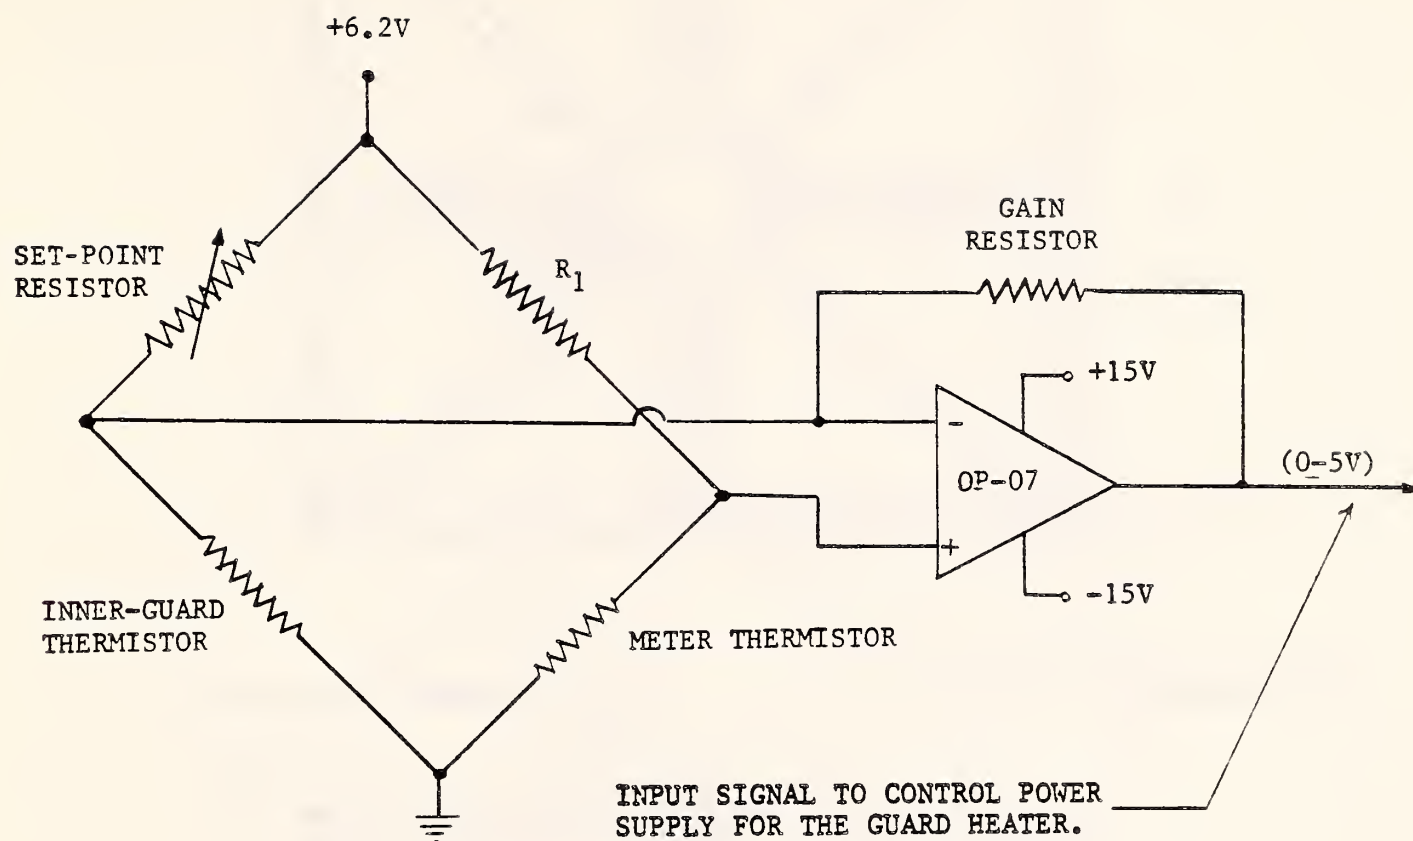 +6.2V
SET-POINT
RESISTOR
R1
GAIN
RESISTOR
+15V
-
OP-07
(0-5V)
+
-15V
INNER-GUARD
THERMISTOR
METER THERMISTOR
INPUT SIGNAL TO CONTROL POWER
SUPPLY FOR THE GUARD HEATER.